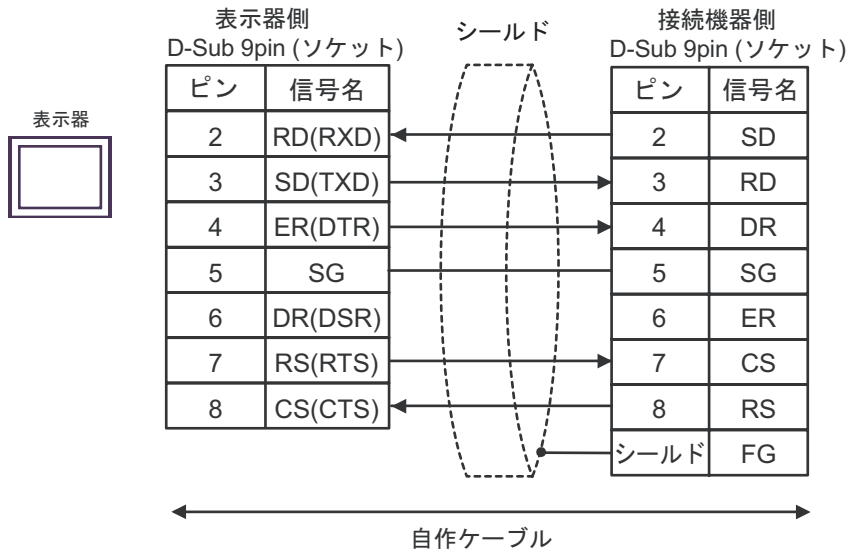 表示器側
D-Sub 9pin (ソケット)
シールド
接続機器側
D-Sub 9pin (ソケット)
表示器
ピン 信号名 ピン 信号名
2 RD(RXD) 2 SD
3 SD(TXD) 3 RD
4 ER(DTR) 4 DR
5 SG 5 SG
6 DR(DSR) 6 ER
7 RS(RTS) 7 CS
8 CS(CTS) 8 RS
シールド FG
自作ケーブル